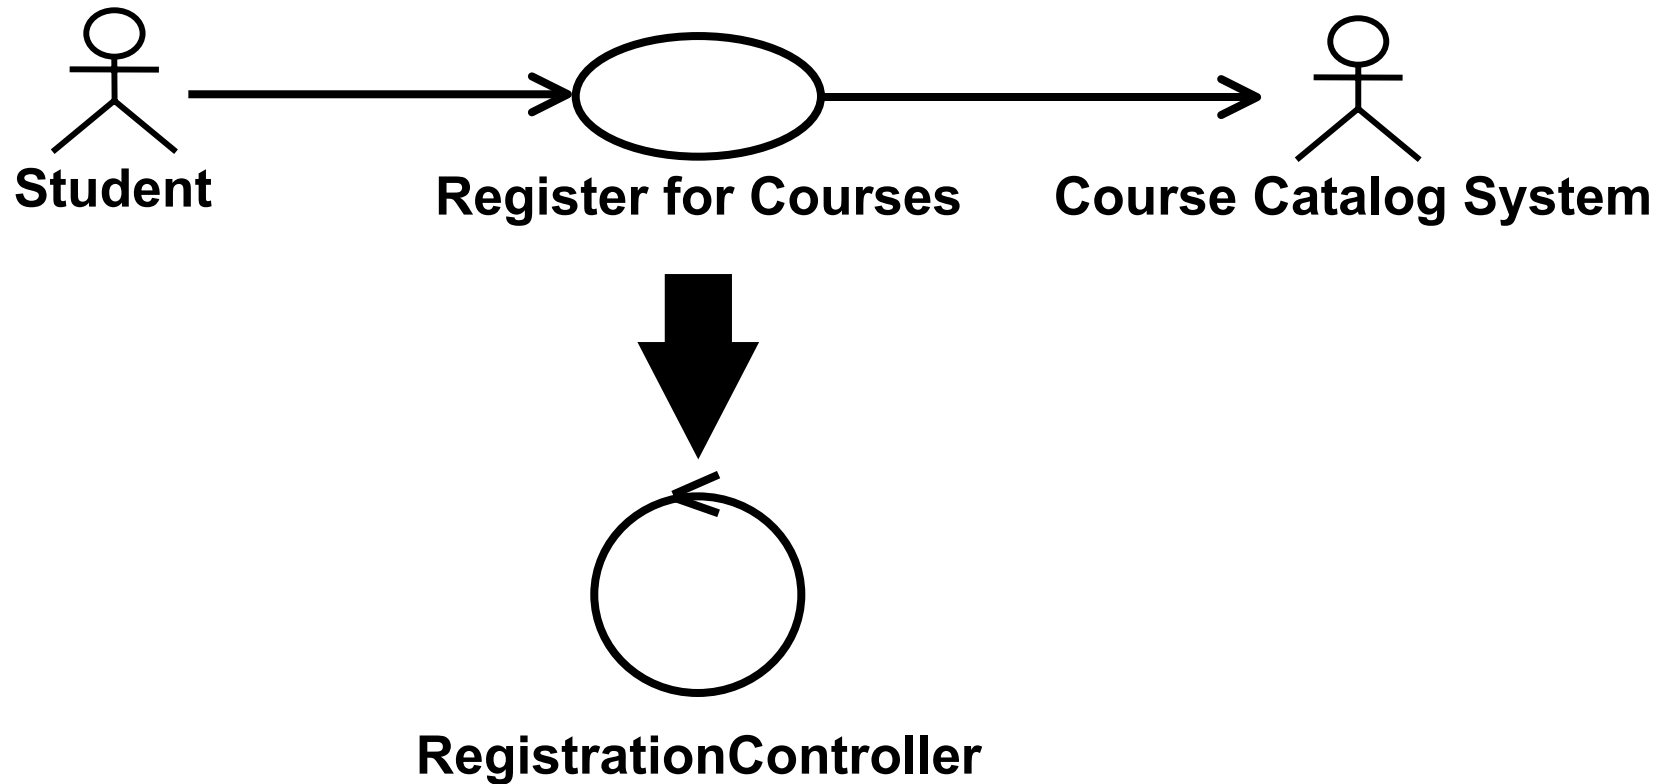 Student
Register for Courses
Course Catalog System
RegistrationController